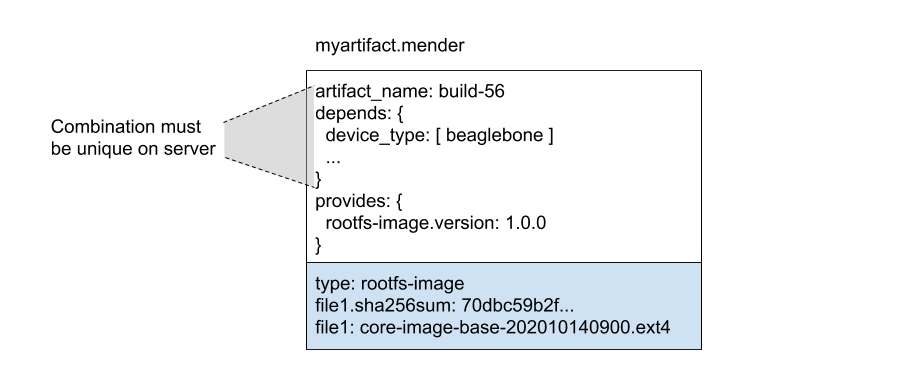 myartifact.mender
Combination must
be unique on server
artifact_name: build-56
depends: {
device_type: [ beaglebone ]
...
}
provides: {
rootfs-image.version: 1.0.0
}
type: rootfs-image
file1.sha256sum: 70dbc59b2f...
file1: core-image-base-202010140900.ext4